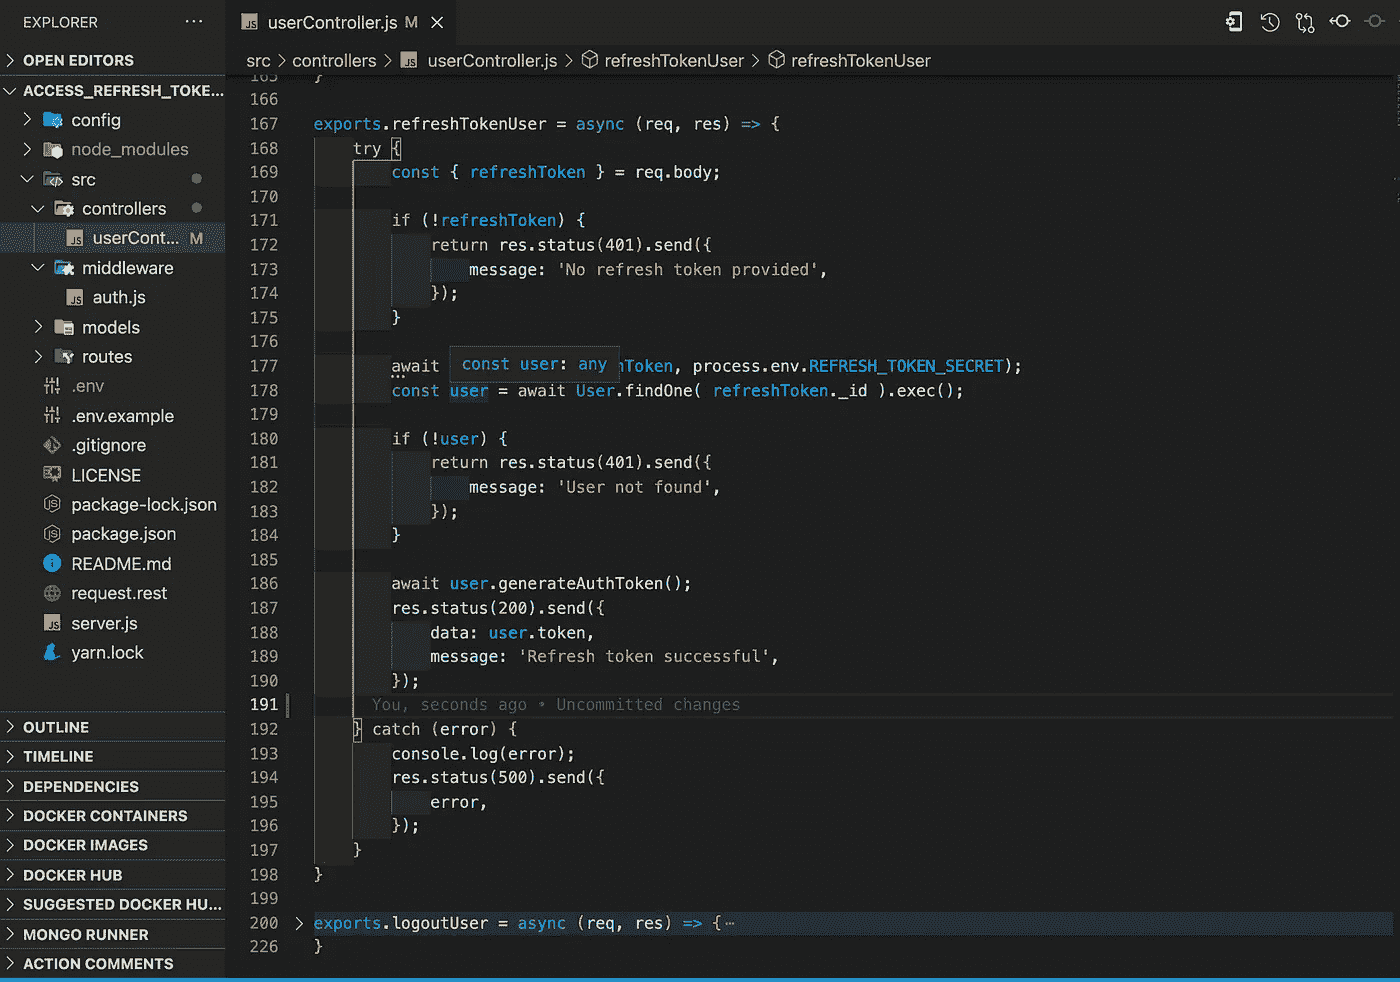 EXPLORER ...
OPEN EDITORS
ACCESS_REFRESH_TOKE...
config
node_modules
src
controllers
userCont... M
middleware
auth.js
models
routes
.env
.env.example
.gitignore
LICENSE
package-lock.json
package.json
README.md
request.rest
server.js
yarn.lock
OUTLINE
TIMELINE
DEPENDENCIES
DOCKER CONTAINERS
DOCKER IMAGES
DOCKER HUB
SUGGESTED DOCKER HU...
MONGO RUNNER
ACTION COMMENTS
JS userController.js M
src > controllers > JS userController.js > refreshTokenUser > refreshTokenUser
165 }
166
167 exports.refreshTokenUser = async (req, res) => {
168 try {
169 const { refreshToken } = req.body;
170
171 if (!refreshToken) {
172 return res.status(401).send({
173 message: 'No refresh token provided',
174 });
175 }
176
const user: any
177 await hToken, process.env.REFRESH_TOKEN_SECRET);
178 const user = await User.findOne( refreshToken._id ).exec();
179
180 if (!user) {
181 return res.status(401).send({
182 message: 'User not found',
183 });
184 }
185
186 await user.generateAuthToken();
187 res.status(200).send({
188 data: user.token,
189 message: 'Refresh token successful',
190 });
191 You, seconds ago • Uncommitted changes
192 } catch (error) {
193 console.log(error);
194 res.status(500).send({
195 error,
196 });
197 }
198 }
199
200 exports.logoutUser = async (req, res) => {⋯
226 }